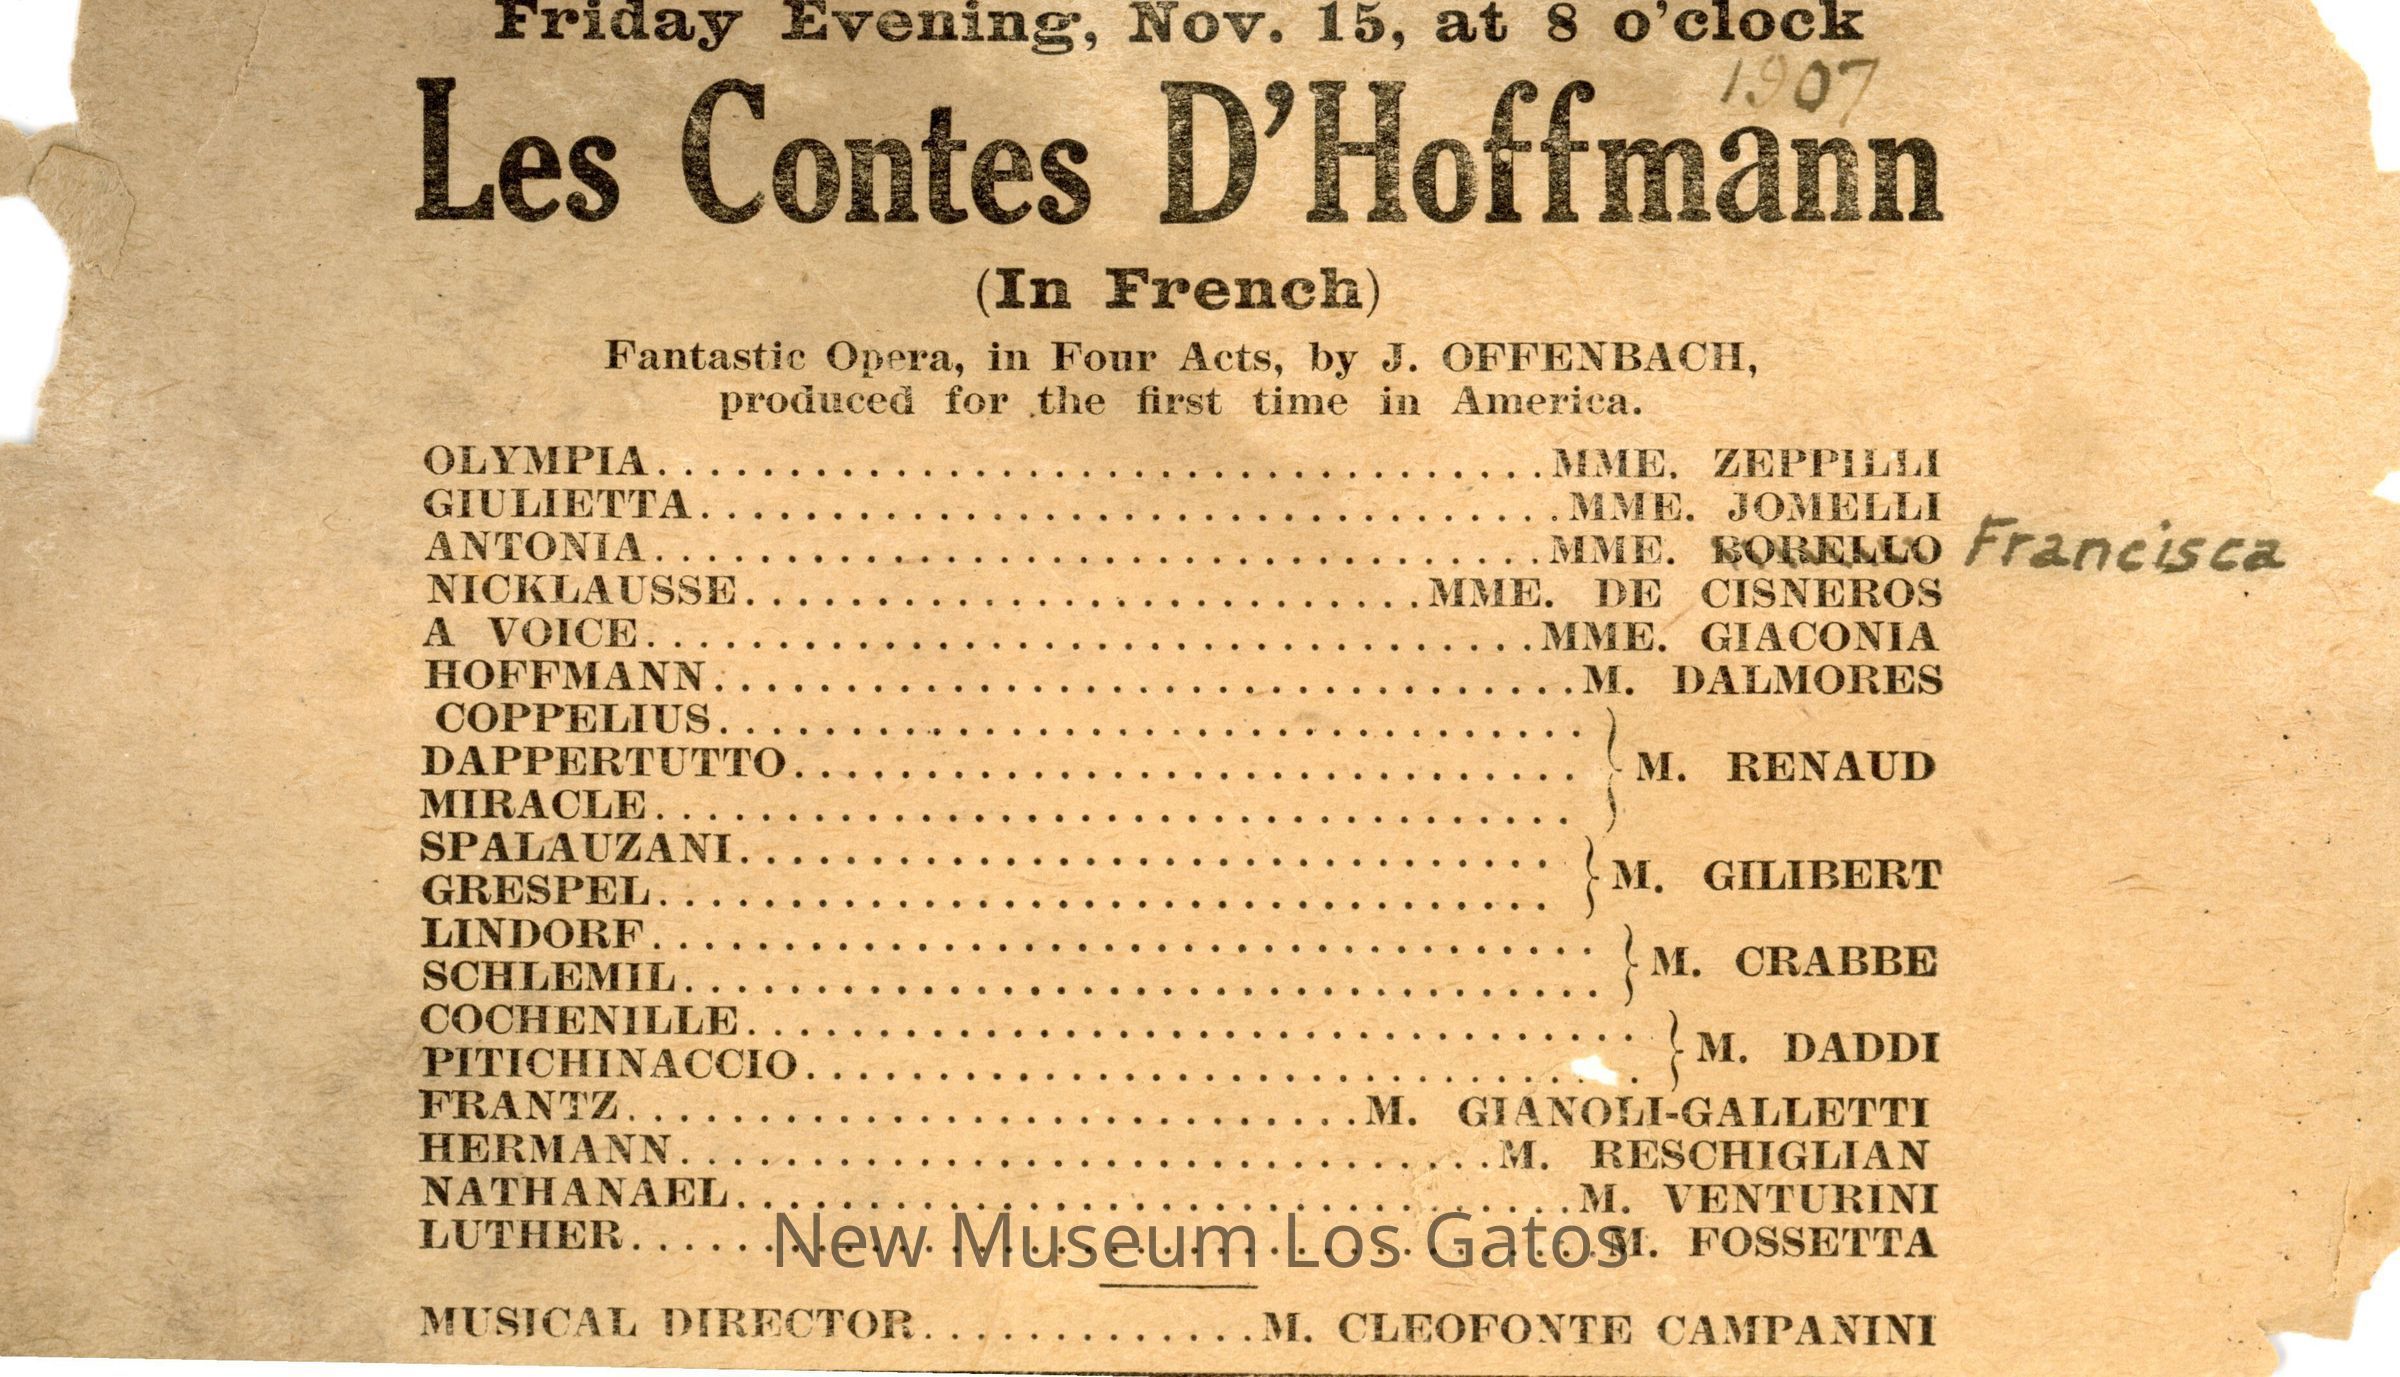 Friday Evening, Nov. 15, at 8 o'clock
1907
Les Contes D'Hoffmann
(In French)
Fantastic Opera, in Four Acts, by J. OFFENBACH,
produced for the first time in America.
OLYMPIA.................................MME. ZEPPILLI
GIULIETTA.................................MME. JOMELLI
ANTONIA.................................MME. BORELLO Francisca
NICKLAUSSE..........................MME. DE CISNEROS
A VOICE..................................MME. GIACONIA
HOFFMANN.................................M. DALMORES
COPPELIUS.................................
DAPPERTUTTO.............................. } M. RENAUD
MIRACLE...................................
SPALAUZANI...............................
GRESPEL.................................. } M. GILIBERT
LINDORF...................................
SCHLEMIL.................................. } M. CRABBE
COCHENILLE.................................
PITICHINACCIO............................... } M. DADDI
FRANTZ............................M. GIANOLI-GALLETTI
HERMANN...............................M. RESCHIGLIAN
NATHANAEL................................M. VENTURINI
LUTHER.....................................M. FOSSETTA
New Museum Los Gatos
MUSICAL DIRECTOR.............M. CLEOFONTE CAMPANINI